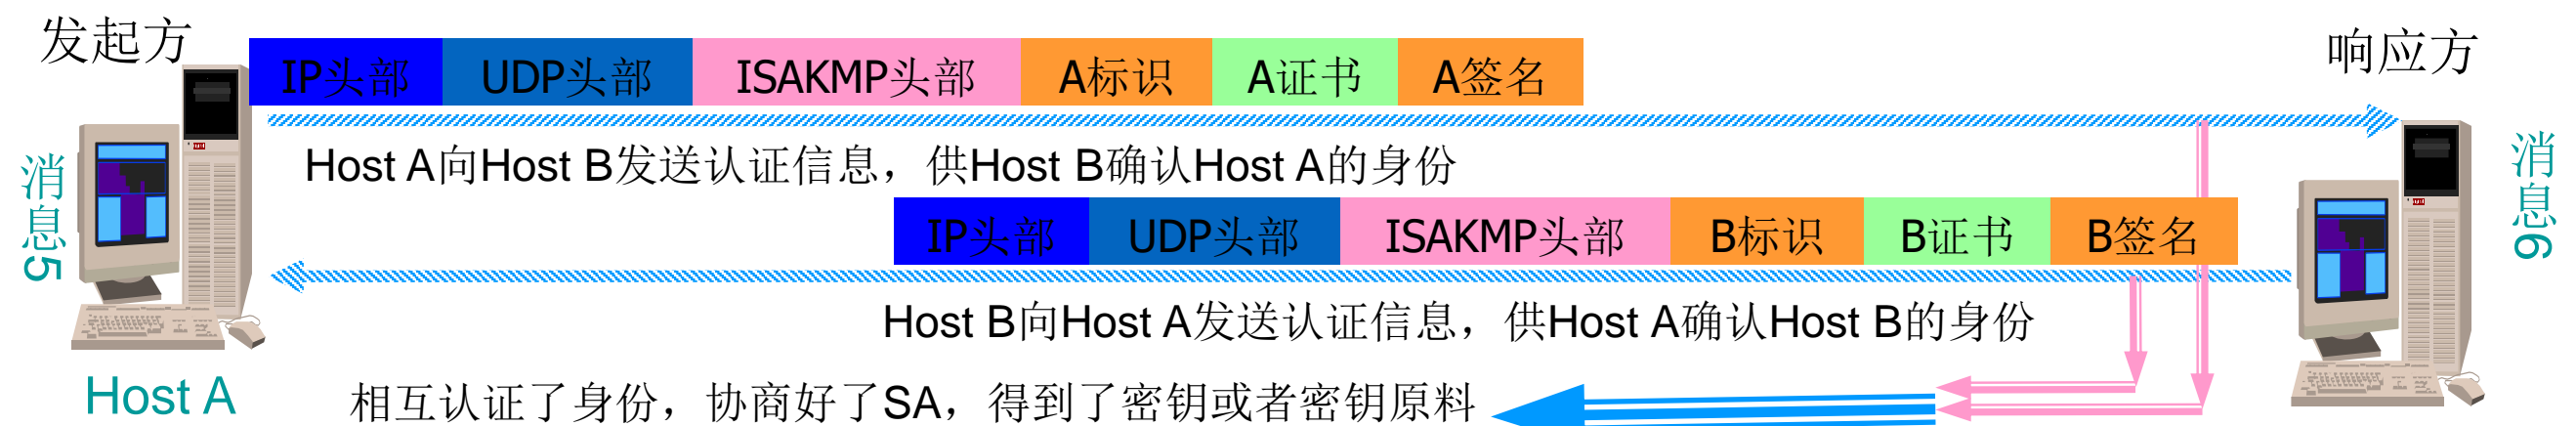 发起方
响应方
IP头部 UDP头部 ISAKMP头部 A标识 A证书 A签名
消息5
Host A向Host B发送认证信息，供Host B确认Host A的身份
消息6
IP头部 UDP头部 ISAKMP头部 B标识 B证书 B签名
Host B向Host A发送认证信息，供Host A确认Host B的身份
Host A
相互认证了身份，协商好了SA，得到了密钥或者密钥原料